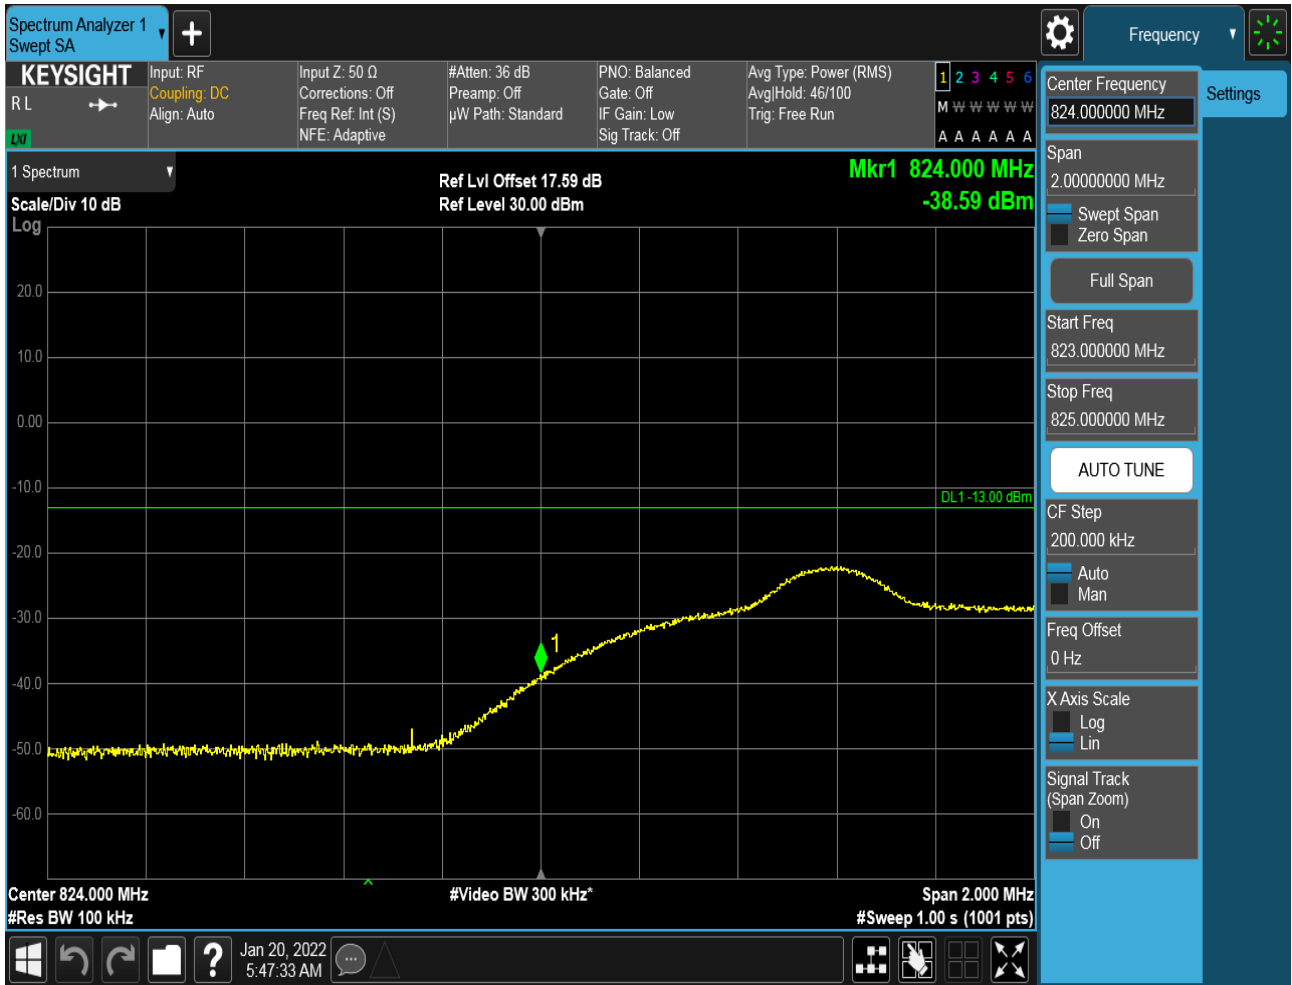 Spectrum Analyzer 1
Swept SA
Frequency
KEYSIGHT
R L
LXI
Input: RF
Coupling: DC
Align: Auto
Input Z: 50 Ω
Corrections: Off
Freq Ref: Int (S)
NFE: Adaptive
#Atten: 36 dB
Preamp: Off
µW Path: Standard
PNO: Balanced
Gate: Off
IF Gain: Low
Sig Track: Off
Avg Type: Power (RMS)
Avg|Hold: 46/100
Trig: Free Run
1 2 3 4 5 6
M W W W W W
A A A A A A
1 Spectrum
Scale/Div 10 dB
Log
Ref Lvl Offset 17.59 dB
Ref Level 30.00 dBm
Mkr1 824.000 MHz
-38.59 dBm
20.0
10.0
0.00
-10.0
DL1 -13.00 dBm
-20.0
-30.0
1
-40.0
-50.0
-60.0
Center 824.000 MHz
#Video BW 300 kHz*
Span 2.000 MHz
#Res BW 100 kHz
#Sweep 1.00 s (1001 pts)
Center Frequency
824.000000 MHz
Settings
Span
2.00000000 MHz
Swept Span
Zero Span
Full Span
Start Freq
823.000000 MHz
Stop Freq
825.000000 MHz
AUTO TUNE
CF Step
200.000 kHz
Auto
Man
Freq Offset
0 Hz
X Axis Scale
Log
Lin
Signal Track
(Span Zoom)
On
Off
?
Jan 20, 2022
5:47:33 AM